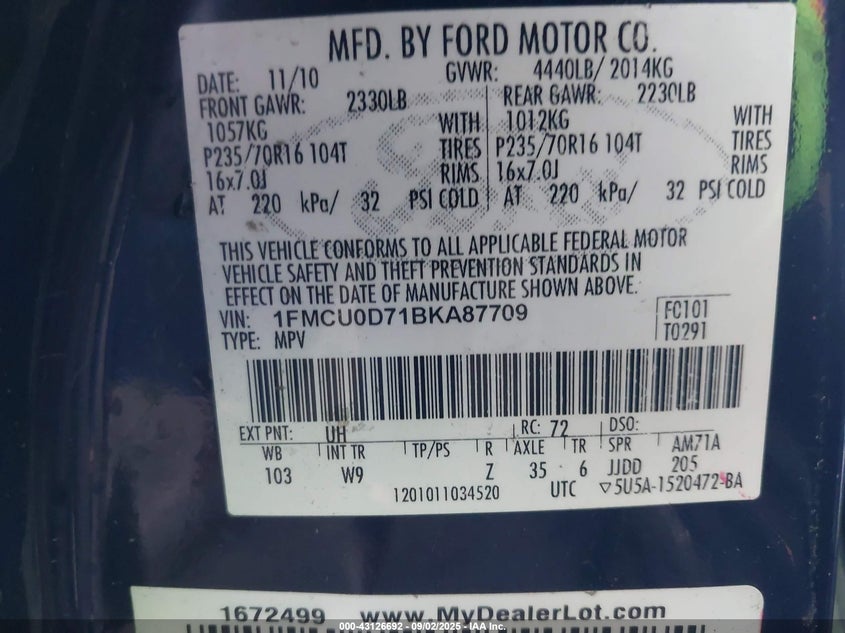 MFD. BY FORD MOTOR CO.
DATE: 11/10 GVWR: 4440LB/ 2014KG
FRONT GAWR: 2330LB REAR GAWR: 2230LB
1057KG WITH 1012KG WITH
P235/70R16 104T TIRES P235/70R16 104T TIRES
16x7.0J RIMS 16x7.0J RIMS
AT 220 kPa/ 32 PSI COLD AT 220 kPa/ 32 PSI COLD
THIS VEHICLE CONFORMS TO ALL APPLICABLE FEDERAL MOTOR
VEHICLE SAFETY AND THEFT PREVENTION STANDARDS IN
EFFECT ON THE DATE OF MANUFACTURE SHOWN ABOVE.
VIN: 1FMCU0D71BKA87709 FC101
TYPE: MPV T0291
EXT PNT: UH RC: 72 DSO:
WB INT TR TP/PS R AXLE TR SPR AM71A
103 W9 Z 35 6 JJDD 205
1201011034520 UTC ▽5U5A-1520472-BA
1672499 www.MyDealerLot.com
000-43126692 - 09/02/2025 - IAA Inc.